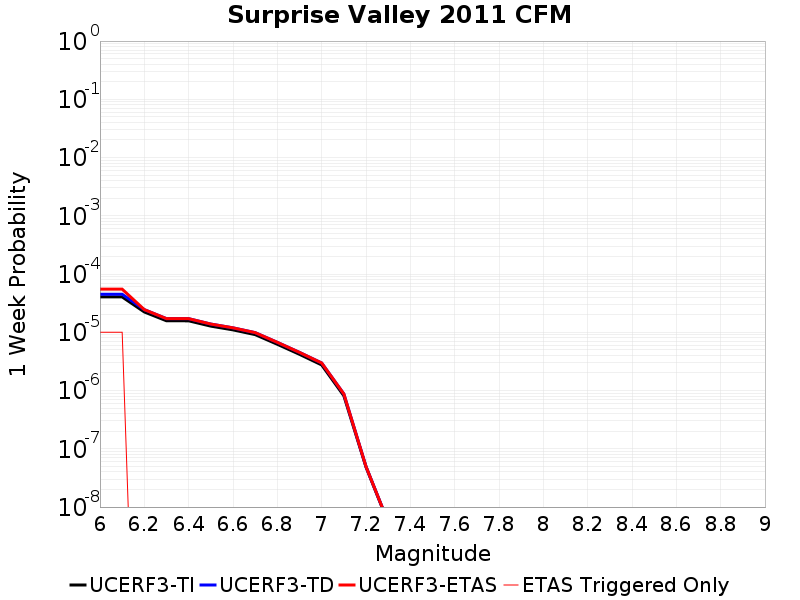 Surprise Valley 2011 CFM
10^0
10^-1
10^-2
10^-3
10^-4
10^-5
10^-6
10^-7
10^-8
1 Week Probability
6 6.2 6.4 6.6 6.8 7 7.2 7.4 7.6 7.8 8 8.2 8.4 8.6 8.8 9
Magnitude
UCERF3-TI UCERF3-TD UCERF3-ETAS ETAS Triggered Only